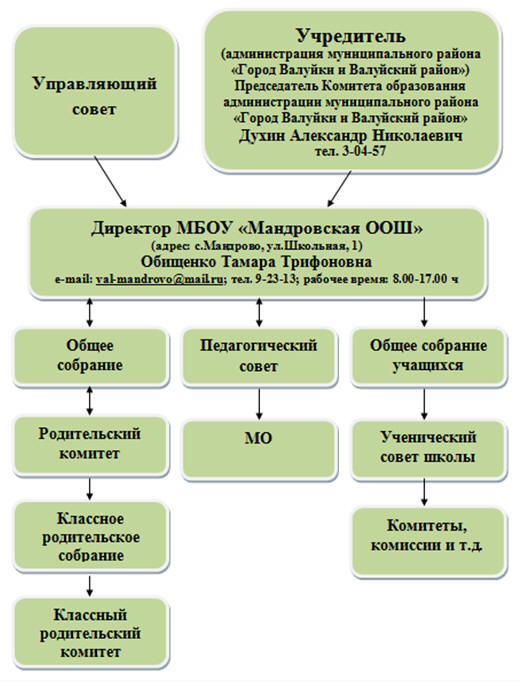 Управляющий
совет
Учредитель
(администрация муниципального района
«Город Валуйки и Валуйский район»)
Председатель Комитета образования
администрации муниципального района
«Город Валуйки и Валуйский район»
Духин Александр Николаевич
тел. 3-04-57
Директор МБОУ «Мандровская ООШ»
(адрес: с.Мандрово, ул.Школьная, 1)
Обищенко Тамара Трифоновна
e-mail: val-mandrovo@mail.ru; тел. 9-23-13; рабочее время: 8.00-17.00 ч
Общее
собрание
Педагогический
совет
Общее собрание
учащихся
Родительский
комитет
МО
Ученический
совет школы
Классное
родительское
собрание
Комитеты,
комиссии и т.д.
Классный
родительский
комитет